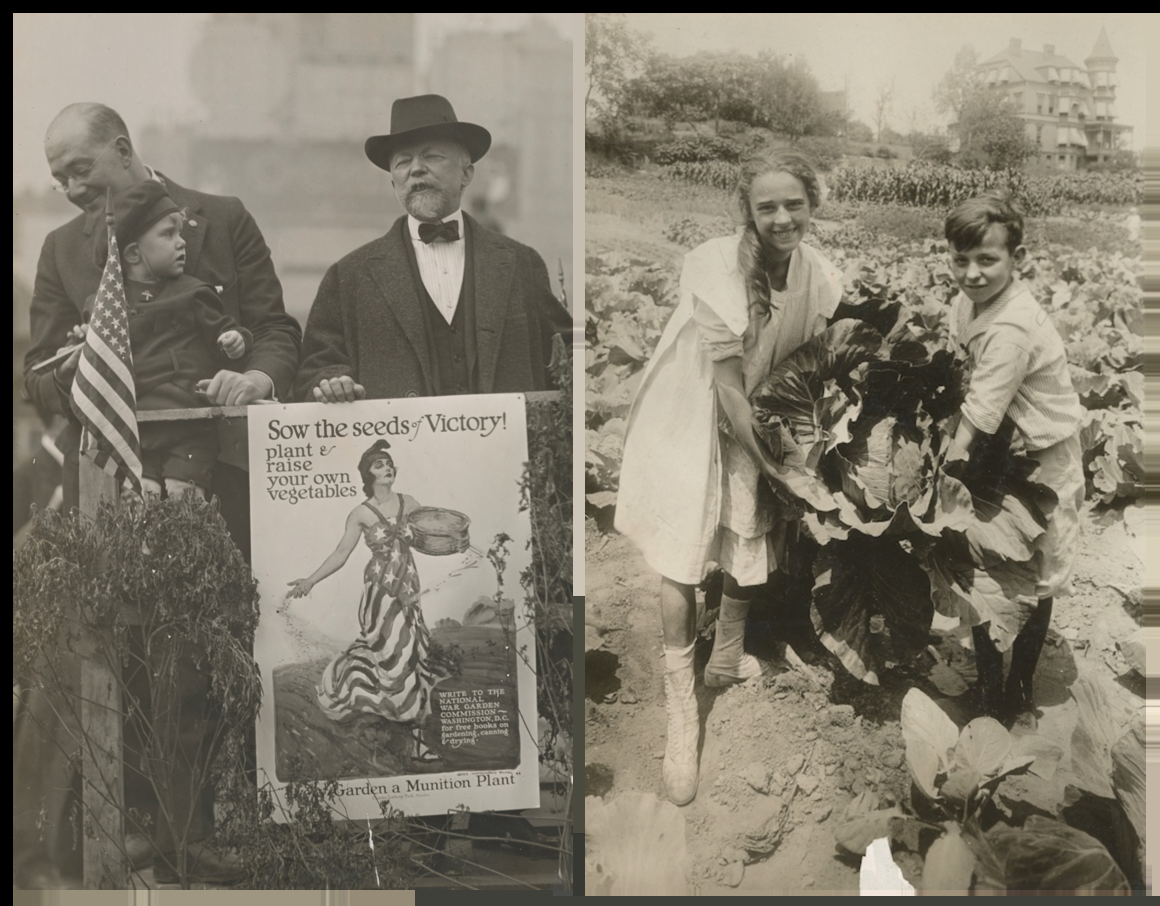 Sow the seeds of Victory!
plant &
raise
your own
vegetables
WRITE TO THE
NATIONAL
WAR GARDEN
COMMISSION ~
WASHINGTON, D.C.
for free books on
gardening, canning
& drying.
Garden a Munition Plant"